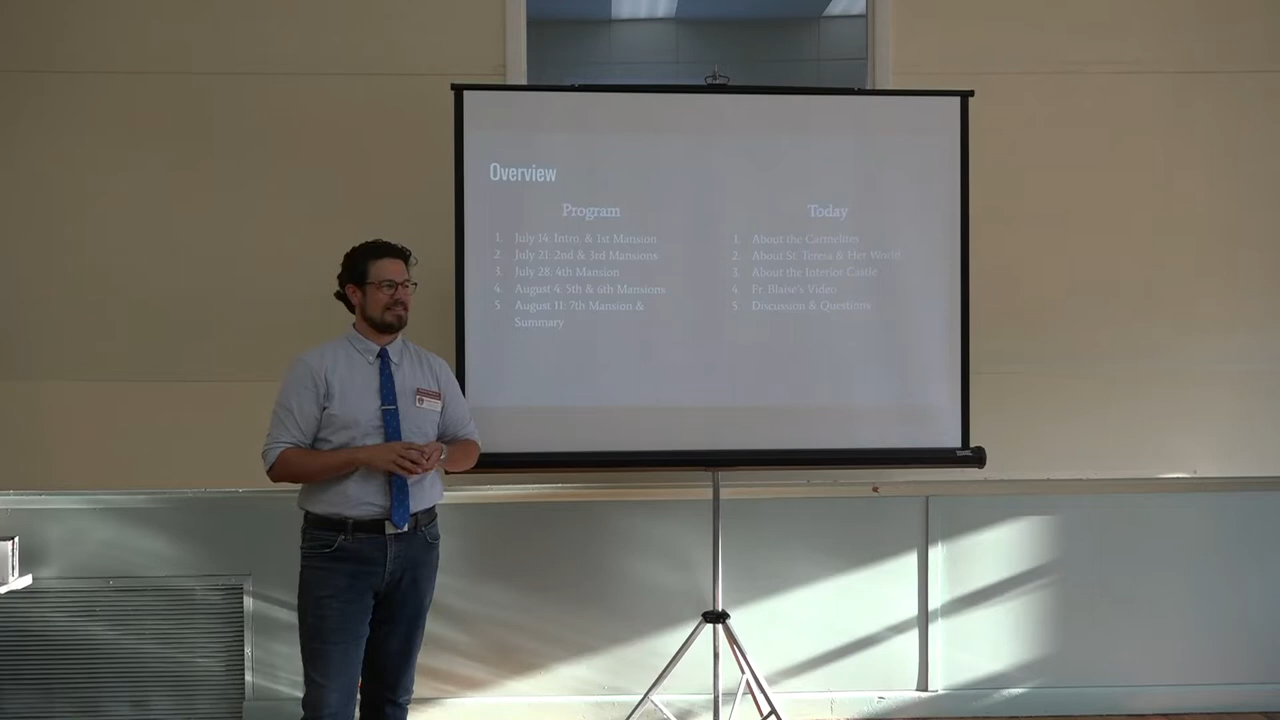 Overview
Program
1. July 14: Intro. & 1st Mansion
2. July 21: 2nd & 3rd Mansions
3. July 28: 4th Mansion
4. August 4: 5th & 6th Mansions
5. August 11: 7th Mansion &
Summary
Today
1. About the Carmelites
2. About St. Teresa & Her World
3. About the Interior Castle
4. Fr. Blaise's Video
5. Discussion & Questions